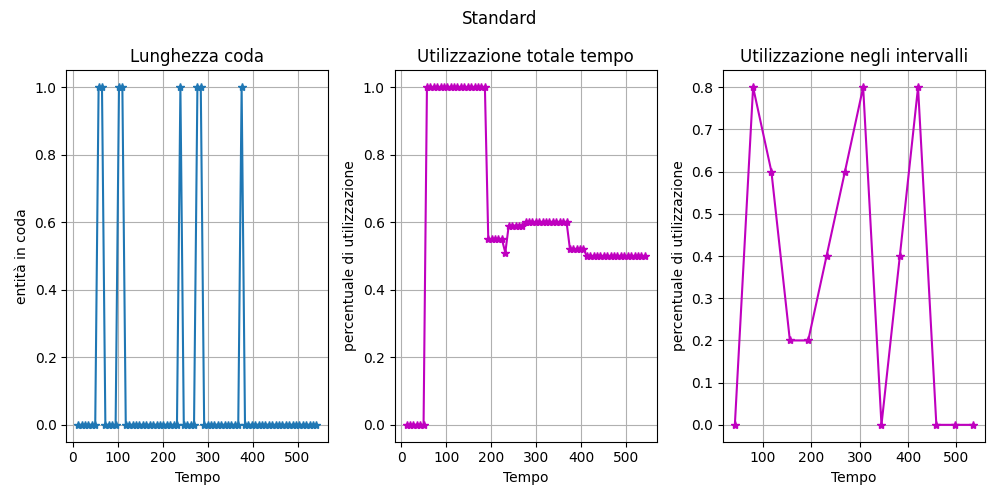 Standard
Lunghezza coda
Utilizzazione totale tempo
Utilizzazione negli intervalli
entità in coda
1.0
0.8
0.6
0.4
0.2
0.0
0 100 200 300 400 500
Tempo
percentuale di utilizzazione
1.0
0.8
0.6
0.4
0.2
0.0
0 100 200 300 400 500
Tempo
percentuale di utilizzazione
0.8
0.7
0.6
0.5
0.4
0.3
0.2
0.1
0.0
100 200 300 400 500
Tempo